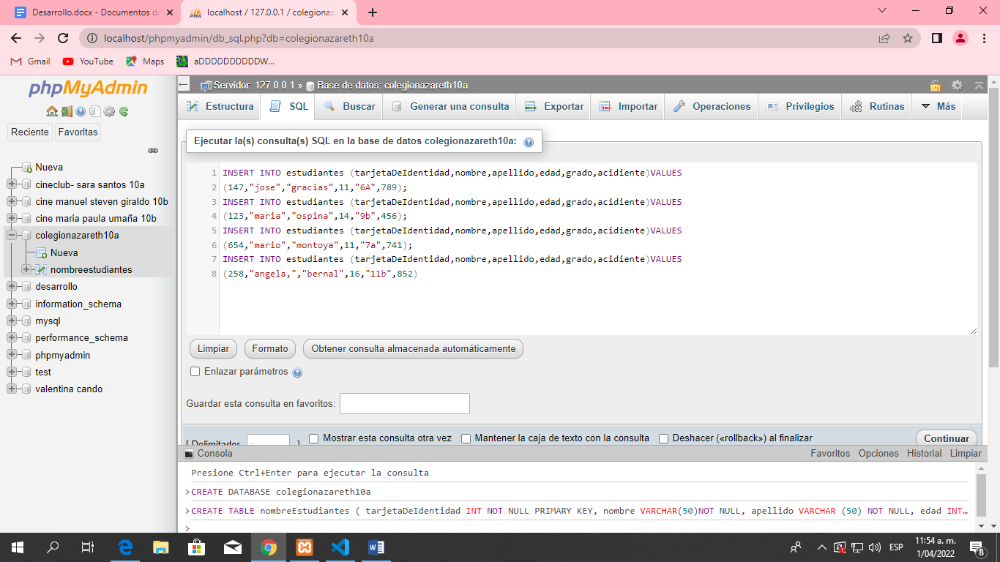 Desarrollo.docx - Documentos de
localhost / 127.0.0.1 / colegionaz
localhost/phpmyadmin/db_sql.php?db=colegionazareth10a
Gmail
YouTube
Maps
aDDDDDDDDDDW...
phpMyAdmin
Reciente
Favoritas
Nueva
cineclub- sara santos 10a
cine manuel steven giraldo 10b
cine maria paula umaña 10b
colegionazareth10a
Nueva
nombreestudiantes
desarrollo
information_schema
mysql
performance_schema
phpmyadmin
test
valentina cando
Servidor: 127.0.0.1 » Base de datos: colegionazareth10a
Estructura
SQL
Buscar
Generar una consulta
Exportar
Importar
Operaciones
Privilegios
Rutinas
Más
Ejecutar la(s) consulta(s) SQL en la base de datos colegionazareth10a:
1 INSERT INTO estudiantes (tarjetaDeIdentidad,nombre,apellido,edad,grado,acidiente)VALUES
2 (147,"jose","gracias",11,"6A",789);
3 INSERT INTO estudiantes (tarjetaDeIdentidad,nombre,apellido,edad,grado,acidiente)VALUES
4 (123,"maria","ospina",14,"9b",456);
5 INSERT INTO estudiantes (tarjetaDeIdentidad,nombre,apellido,edad,grado,acidiente)VALUES
6 (654,"mario","montoya",11,"7a",741);
7 INSERT INTO estudiantes (tarjetaDeIdentidad,nombre,apellido,edad,grado,acidiente)VALUES
8 (258,"angela,","bernal",16,"11b",852)
Limpiar
Formato
Obtener consulta almacenada automáticamente
Enlazar parámetros
Guardar esta consulta en favoritos:
[ Delimitador ; ]
Mostrar esta consulta otra vez
Mantener la caja de texto con la consulta
Deshacer («rollback») al finalizar
Continuar
Consola
Favoritos
Opciones
Historial
Limpiar
Presione Ctrl+Enter para ejecutar la consulta
>CREATE DATABASE colegionazareth10a
>CREATE TABLE nombreEstudiantes ( tarjetaDeIdentidad INT NOT NULL PRIMARY KEY, nombre VARCHAR(50)NOT NULL, apellido VARCHAR (50) NOT NULL, edad INT…
>
ESP
11:54 a. m.
1/04/2022
8